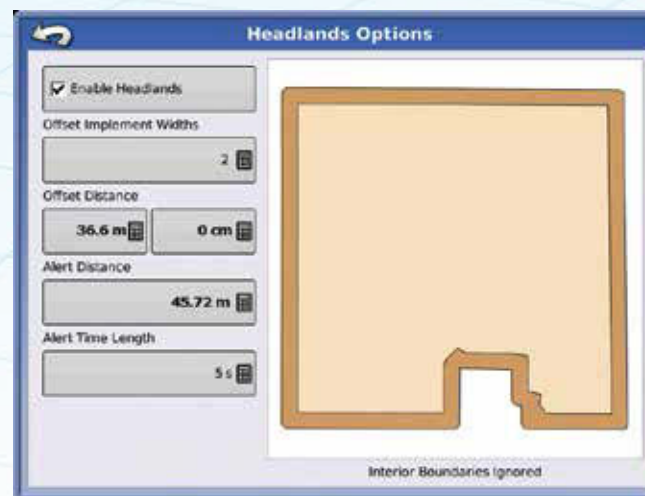 Headlands Options
Enable Headlands
Offset Implement Widths
2
Offset Distance
36.6 m 0 cm
Alert Distance
45.72 m
Alert Time Length
5 s
Interior Boundaries Ignored